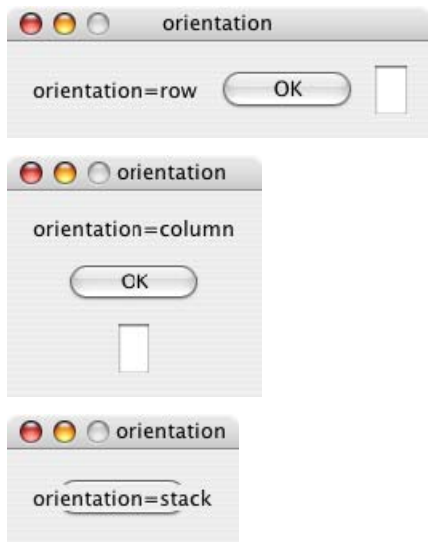 orientation
orientation=row OK
orientation
orientation=column
OK
orientation
orientation=stack